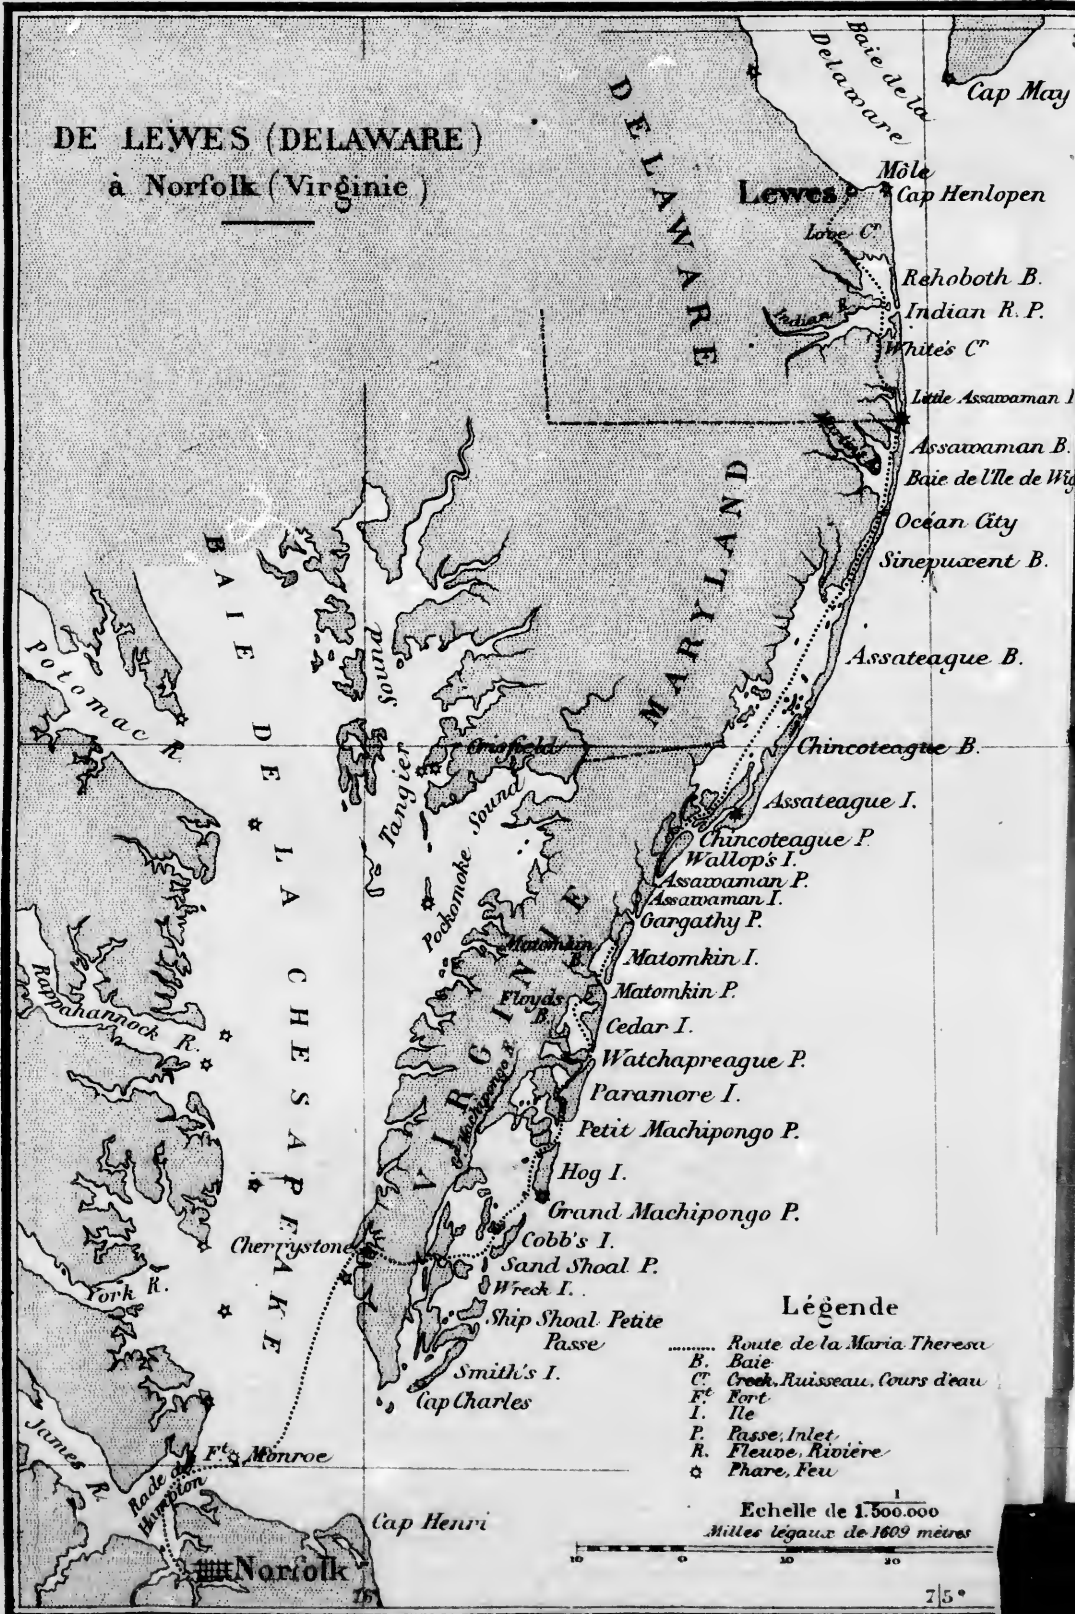 DE LEWES (DELAWARE)
à Norfolk (Virginie)
Baie de la
Delaware
Cap May
DELAWARE
Môle
Lewes
Cap Henlopen
Love Cr
Rehoboth B.
Indian R.
Indian R. P.
White's Cr
Little Assawaman
Assawaman B.
Baie de l'Ile de
Océan City
Sinepuxent B.
MARYLAND
Assateague B.
BAIE DE LA CHESAPEAKE
Potomac R.
Tangier Sound
Crisfield
Chincoteague B.
Pockomoke Sound
Assateague I.
Chincoteague P.
Wallop's I.
Assawaman P.
Assawaman I.
Gargathy P.
VIRGINIE
Matomkin
B.
Matomkin I.
Floyds
B.
Matomkin P.
Rappahannock R.
Cedar I.
Watchapreague P.
Machipongo R.
Paramore I.
Petit Machipongo P.
Hog I.
Grand Machipongo P.
Cherrystone
Cobb's I.
Sand Shoal P.
York R.
Wreck I.
Ship Shoal Petite
Passe
Smith's I.
Cap Charles
James R.
Ft Monroe
Rade de
Hampton
Cap Henri
Norfolk
Légende
Route de la Maria Theresa
B. Baie
Cr Creek, Ruisseau, Cours d'eau
Ft Fort
I. Ile
P. Passe, Inlet
R. Fleuve, Rivière
Phare, Feu
Echelle de 1/1.500.000
Milles légaux de 1609 mètres
10 0 10 20
76°
75°